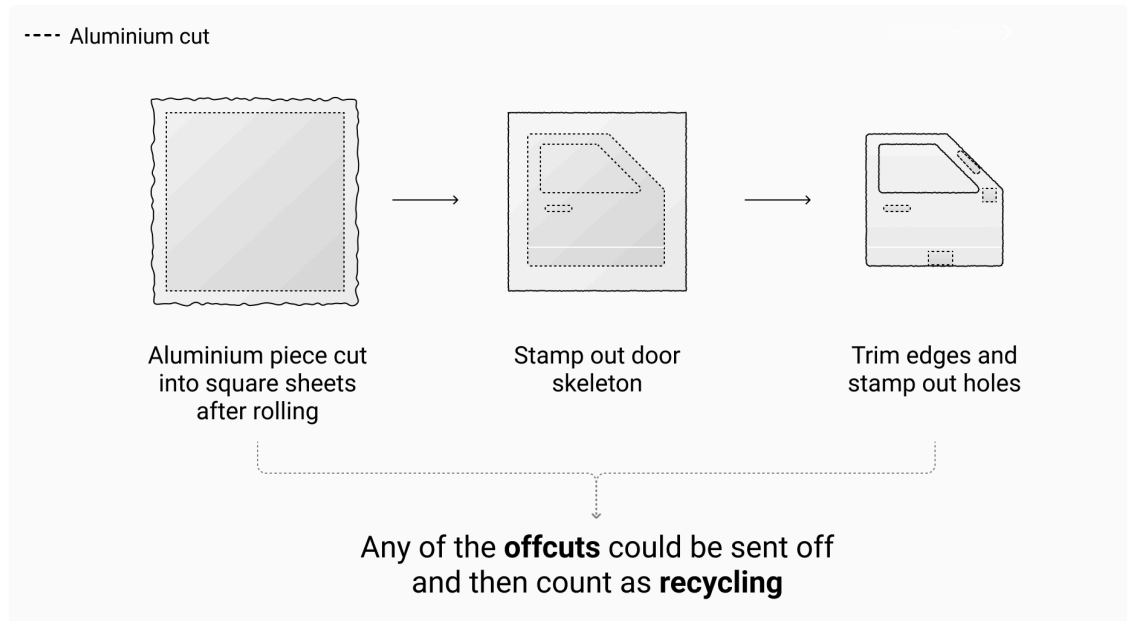 Aluminium cut
Aluminium piece cut
into square sheets
after rolling
Stamp out door
skeleton
Trim edges and
stamp out holes
Any of the offcuts could be sent off
and then count as recycling